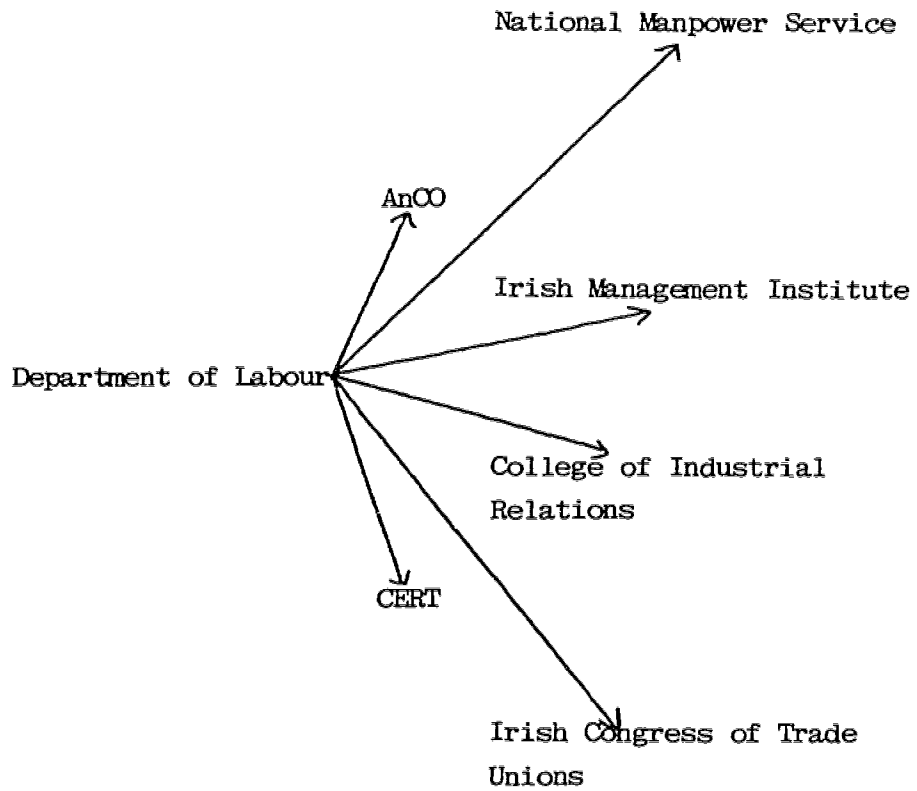 National Manpower Service
AnCO
Irish Management Institute
Department of Labour
College of Industrial
Relations
CERT
Irish Congress of Trade
Unions